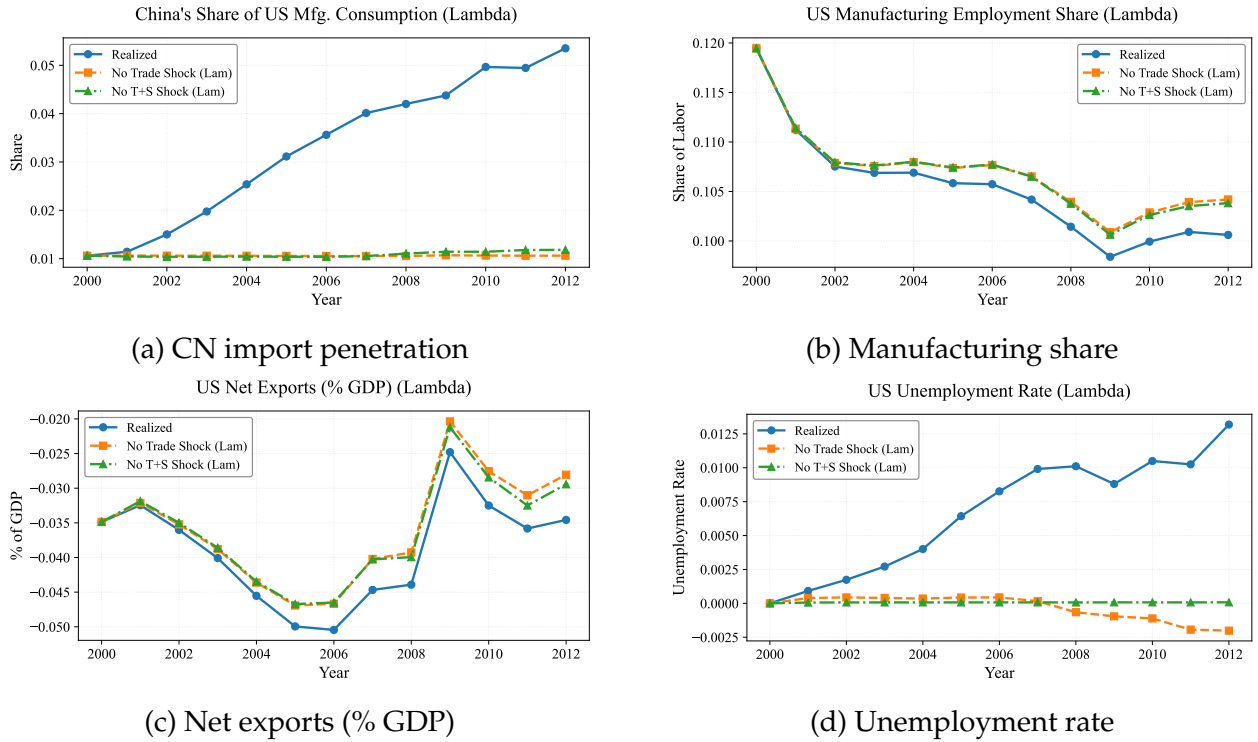 China's Share of US Mfg. Consumption (Lambda)
Share
0.05
0.04
0.03
0.02
0.01
Realized
No Trade Shock (Lam)
No T+S Shock (Lam)
2000 2002 2004 2006 2008 2010 2012
Year
(a) CN import penetration
US Manufacturing Employment Share (Lambda)
Share of Labor
0.120
0.115
0.110
0.105
0.100
Realized
No Trade Shock (Lam)
No T+S Shock (Lam)
2000 2002 2004 2006 2008 2010 2012
Year
(b) Manufacturing share
US Net Exports (% GDP) (Lambda)
% of GDP
−0.020
−0.025
−0.030
−0.035
−0.040
−0.045
−0.050
Realized
No Trade Shock (Lam)
No T+S Shock (Lam)
2000 2002 2004 2006 2008 2010 2012
Year
(c) Net exports (% GDP)
US Unemployment Rate (Lambda)
Unemployment Rate
0.0125
0.0100
0.0075
0.0050
0.0025
0.0000
−0.0025
Realized
No Trade Shock (Lam)
No T+S Shock (Lam)
2000 2002 2004 2006 2008 2010 2012
Year
(d) Unemployment rate